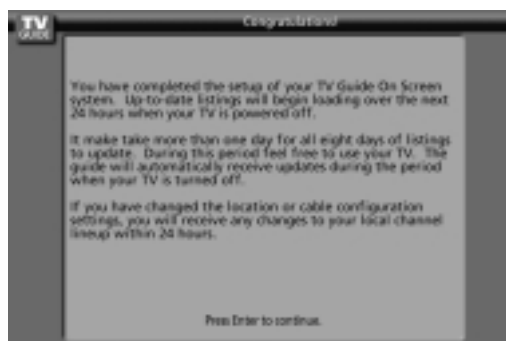 TV
GUIDE
Congratulations!
You have completed the setup of your TV Guide On Screen
system. Up-to-date listings will begin loading over the next
24 hours when your TV is powered off.
It make take more than one day for all eight days of listings
to update. During this period feel free to use your TV. The
guide will automatically receive updates during the period
when your TV is turned off.
If you have changed the location or cable configuration
settings, you will receive any changes to your local channel
lineup within 24 hours.
Press Enter to continue.